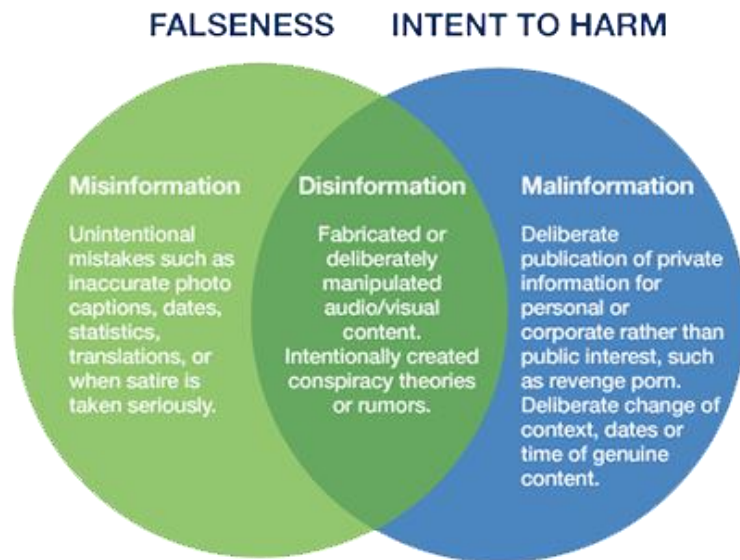 FALSENESS
INTENT TO HARM
Misinformation
Unintentional
mistakes such as
inaccurate photo
captions, dates,
statistics,
translations, or
when satire is
taken seriously.
Disinformation
Fabricated or
deliberately
manipulated
audio/visual
content.
Intentionally created
conspiracy theories
or rumors.
Malinformation
Deliberate
publication of private
information for
personal or
corporate rather than
public interest, such
as revenge porn.
Deliberate change of
context, dates or
time of genuine
content.